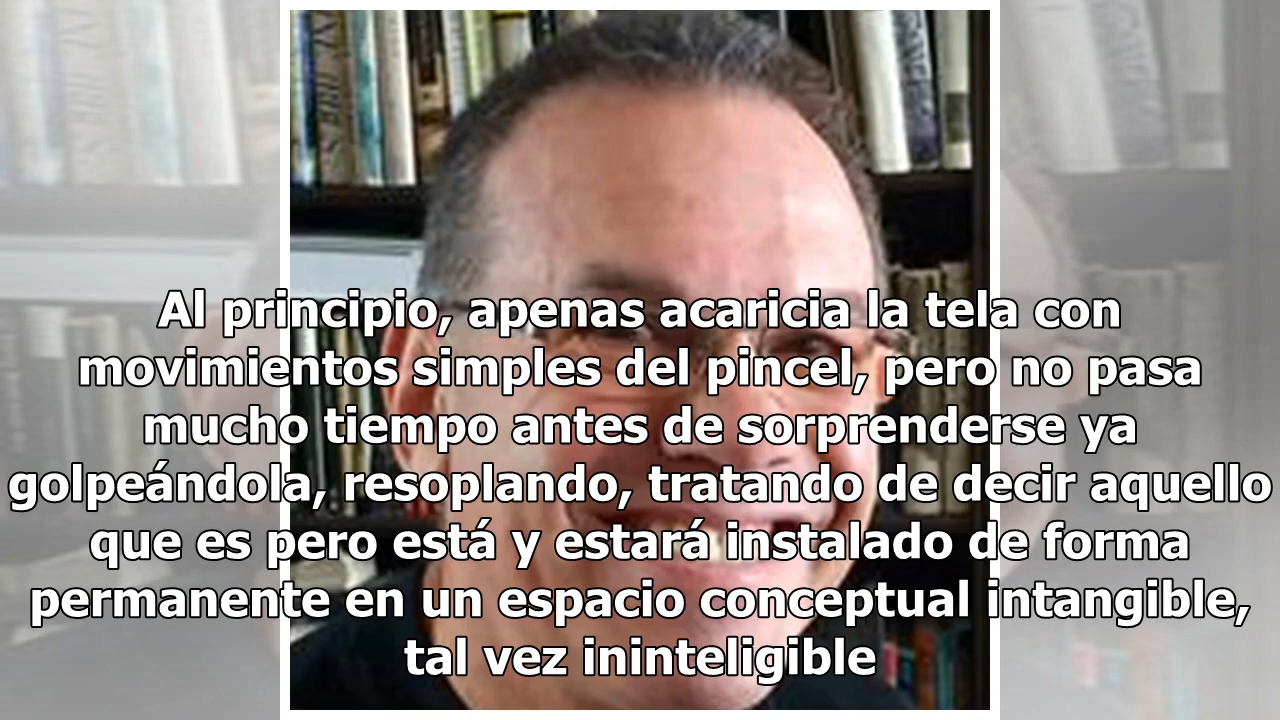 Al principio, apenas acaricia la tela con
movimientos simples del pincel, pero no pasa
mucho tiempo antes de sorprenderse ya
golpeándola, resoplando, tratando de decir aquello
que es pero está y estará instalado de forma
permanente en un espacio conceptual intangible,
tal vez ininteligible